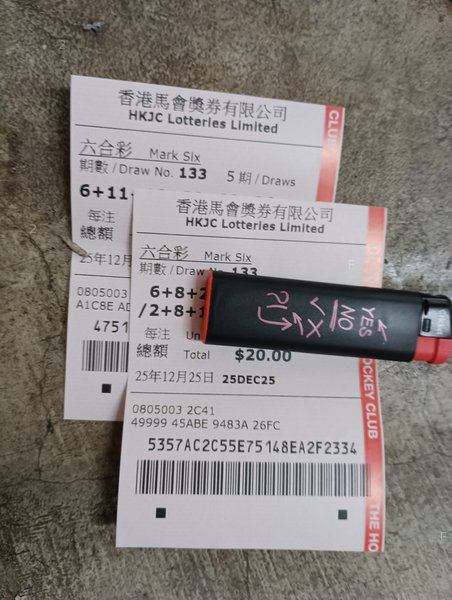 香港馬會獎券有限公司
HKJC Lotteries Limited
六合彩 Mark Six
期數/Draw No. 133 5 期/Draws
6+11
每注
總額
25年12月
0805003
A1C8E
4751
CLUB
香港馬會獎券有限公司
HKJC Lotteries Limited
六合彩 Mark Six
期數/Draw No. 133
6+8+2
/2+8+1
每注 Un
總額 Total $20.00
25年12月25日 25DEC25
0805003 2C41
49999 45ABE 9483A 26FC
5357AC2C55E75148EA2F2334
JOCKEY CLUB
THE HO
YES
NO